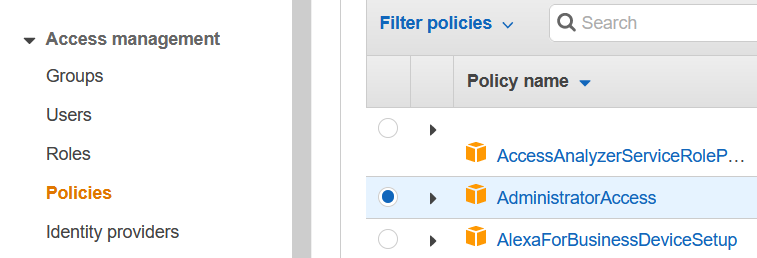 Access management
Groups
Users
Roles
Policies
Identity providers
Filter policies
Search
Policy name
AccessAnalyzerServiceRoleP…
AdministratorAccess
AlexaForBusinessDeviceSetup